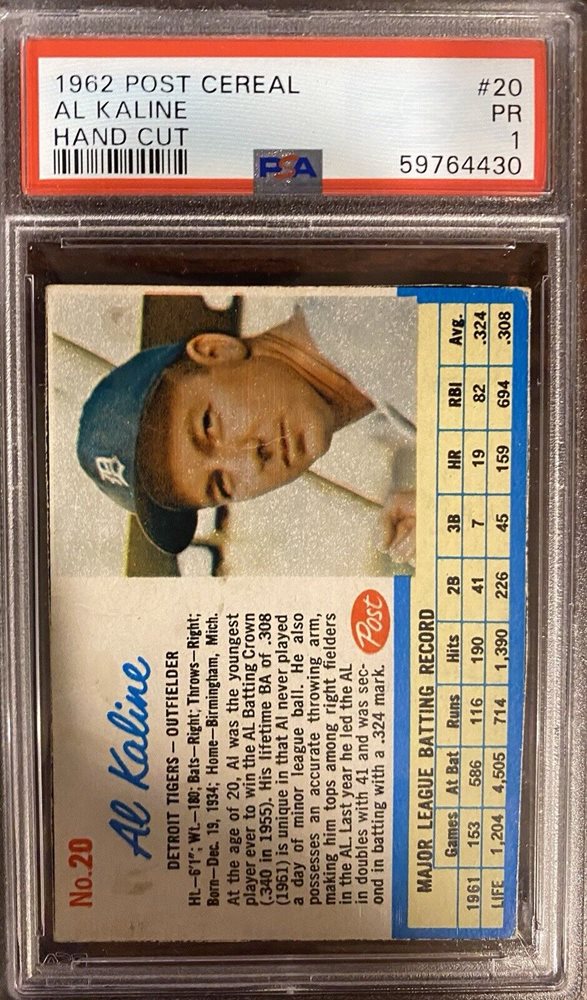 1962 POST CEREAL #20
AL KALINE PR
HAND CUT 1
PSA 59764430
No.20
Al Kaline
DETROIT TIGERS — OUTFIELDER
Ht.—6'1"; Wt.—180; Bats—Right; Throws—Right;
Born—Dec. 19, 1934; Home—Birmingham, Mich.
At the age of 20, Al was the youngest
player ever to win the AL Batting Crown
(.340 in 1955). His lifetime BA of .308
(1961) is unique in that Al never played
a day of minor league ball. He also
possesses an accurate throwing arm,
making him tops among right fielders
in the AL. Last year he led the AL
in doubles with 41 and was sec-
ond in batting with a .324 mark.
Post
D
MAJOR LEAGUE BATTING RECORD
Games At Bat Runs Hits 2B 3B HR RBI Avg.
1961 153 586 116 190 41 7 19 82 .324
LIFE 1,204 4,505 714 1,390 226 45 159 694 .308